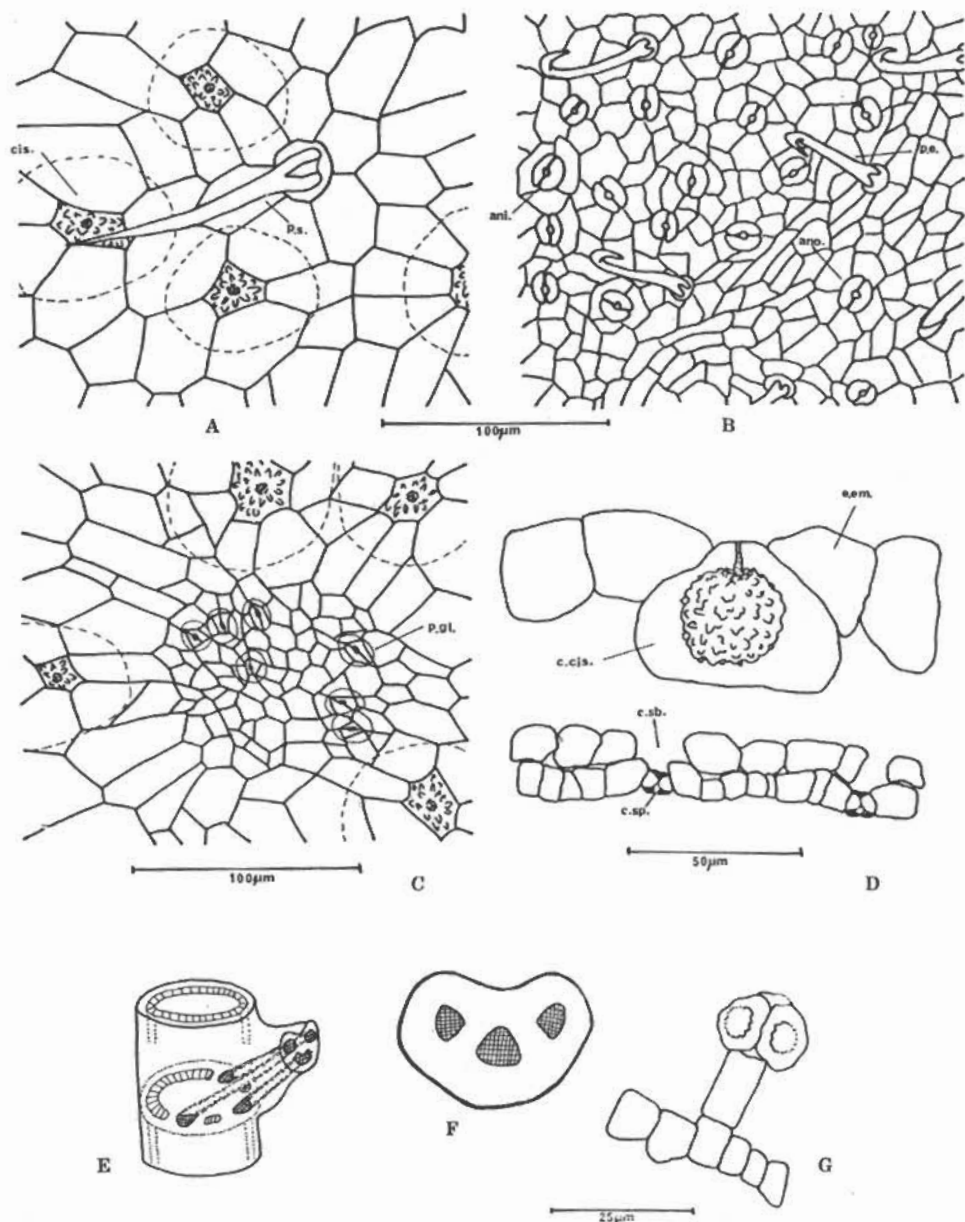 cis.
p.s.
A
ani.
p.e.
ano.
B
100µm
p.gl.
100µm
C
e.em.
c.cis.
c.sb.
c.sp.
50µm
D
E
F
G
25µm